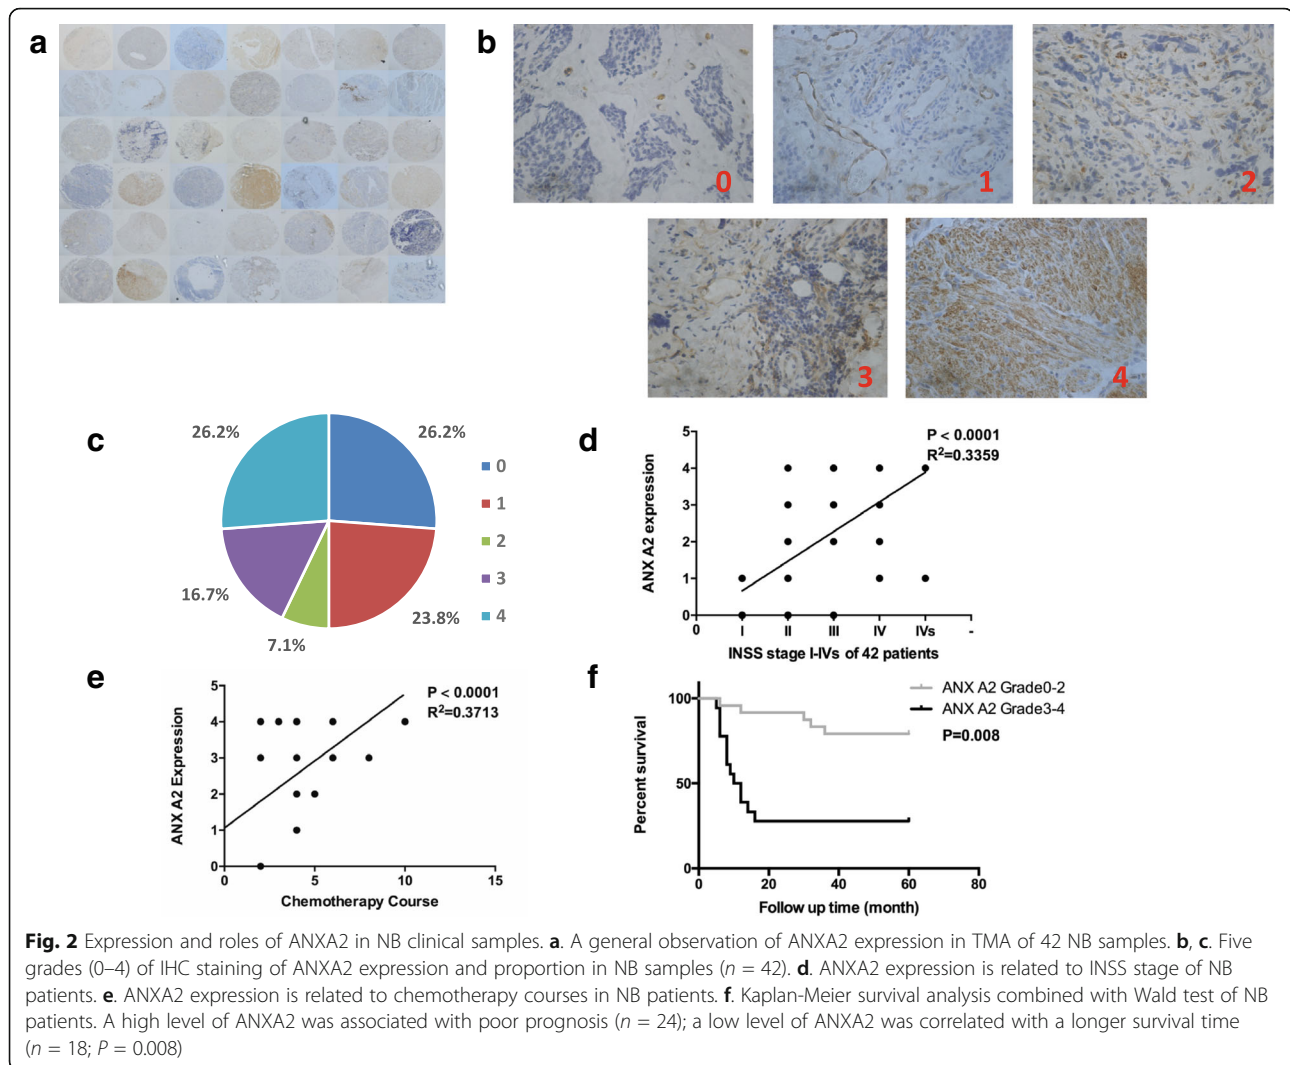 a
b
0
1
2
3
4
c
26.2%
26.2%
23.8%
7.1%
16.7%
0
1
2
3
4
d
P < 0.0001
R²=0.3359
ANX A2 expression
5
4
3
2
1
0
0 I II III IV IVs -
INSS stage I-IVs of 42 patients
e
P < 0.0001
R²=0.3713
ANX A2 Expression
5
4
3
2
1
0
0 5 10 15
Chemotherapy Course
f
ANX A2 Grade0-2
ANX A2 Grade3-4
P=0.008
Percent survival
100
50
0
0 20 40 60 80
Follow up time (month)
Fig. 2 Expression and roles of ANXA2 in NB clinical samples. a. A general observation of ANXA2 expression in TMA of 42 NB samples. b, c. Five
grades (0–4) of IHC staining of ANXA2 expression and proportion in NB samples (n = 42). d. ANXA2 expression is related to INSS stage of NB
patients. e. ANXA2 expression is related to chemotherapy courses in NB patients. f. Kaplan-Meier survival analysis combined with Wald test of NB
patients. A high level of ANXA2 was associated with poor prognosis (n = 24); a low level of ANXA2 was correlated with a longer survival time
(n = 18; P = 0.008)